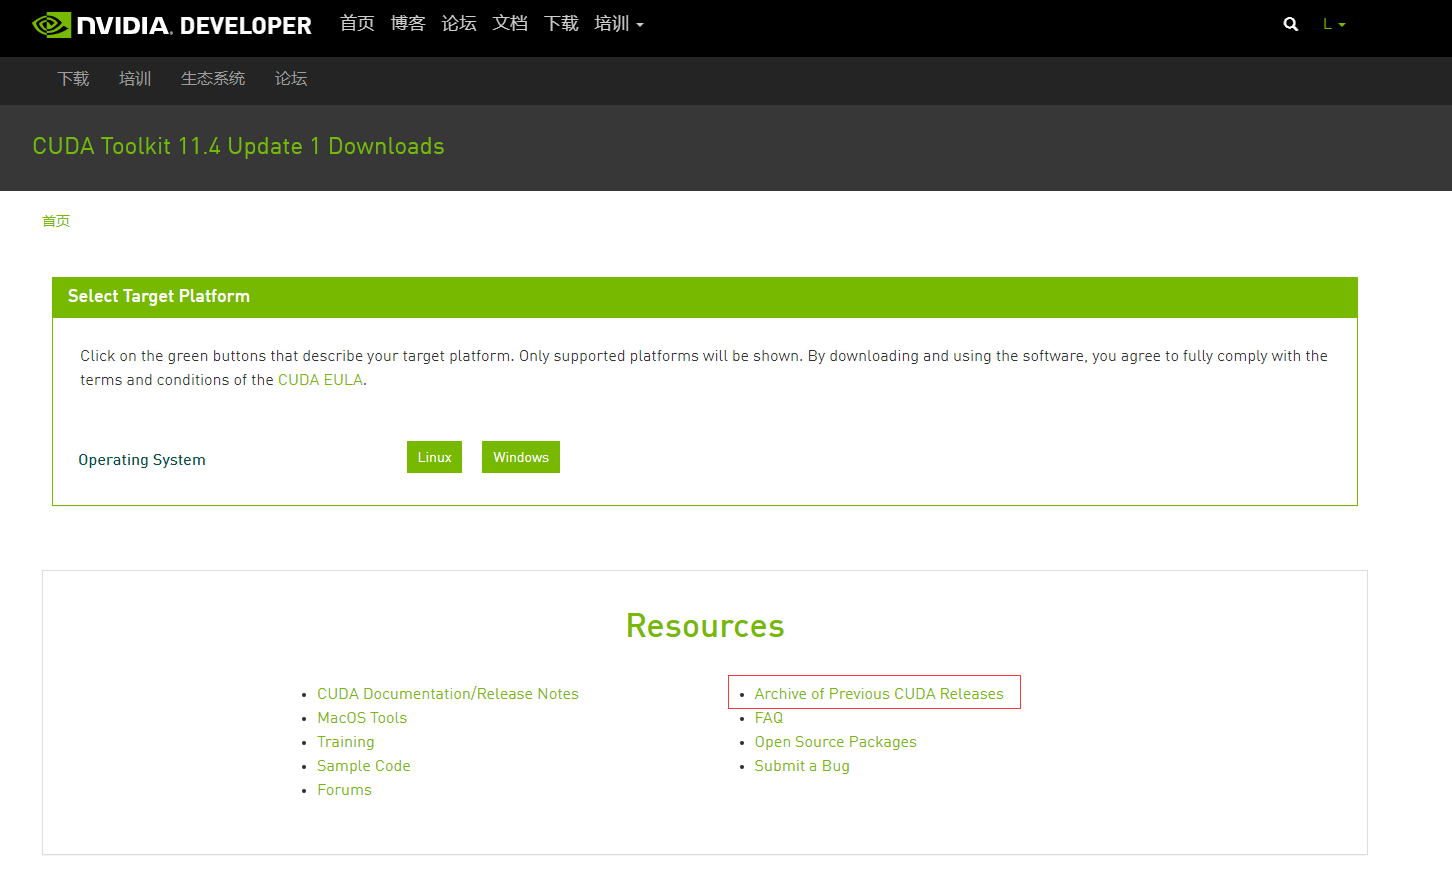 NVIDIA. DEVELOPER 首页 博客 论坛 文档 下载 培训 L
下载 培训 生态系统 论坛
CUDA Toolkit 11.4 Update 1 Downloads
首页
Select Target Platform
Click on the green buttons that describe your target platform. Only supported platforms will be shown. By downloading and using the software, you agree to fully comply with the
terms and conditions of the CUDA EULA.
Operating System Linux Windows
Resources
CUDA Documentation/Release Notes
MacOS Tools
Training
Sample Code
Forums
Archive of Previous CUDA Releases
FAQ
Open Source Packages
Submit a Bug